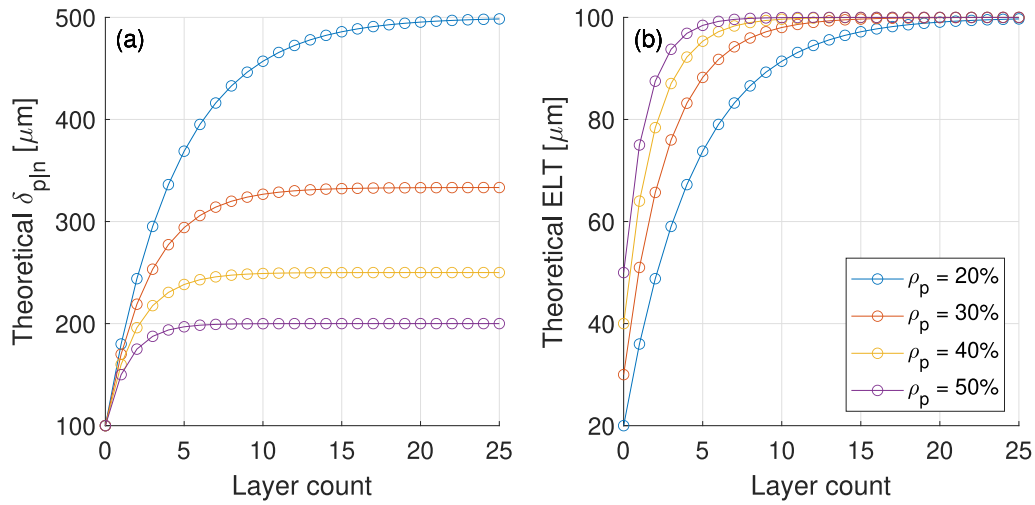 (a)
Theoretical δp|n [μm]
500
400
300
200
100
0 5 10 15 20 25
Layer count
(b)
Theoretical ELT [μm]
100
80
60
40
20
0 5 10 15 20 25
Layer count
ρp = 20%
ρp = 30%
ρp = 40%
ρp = 50%